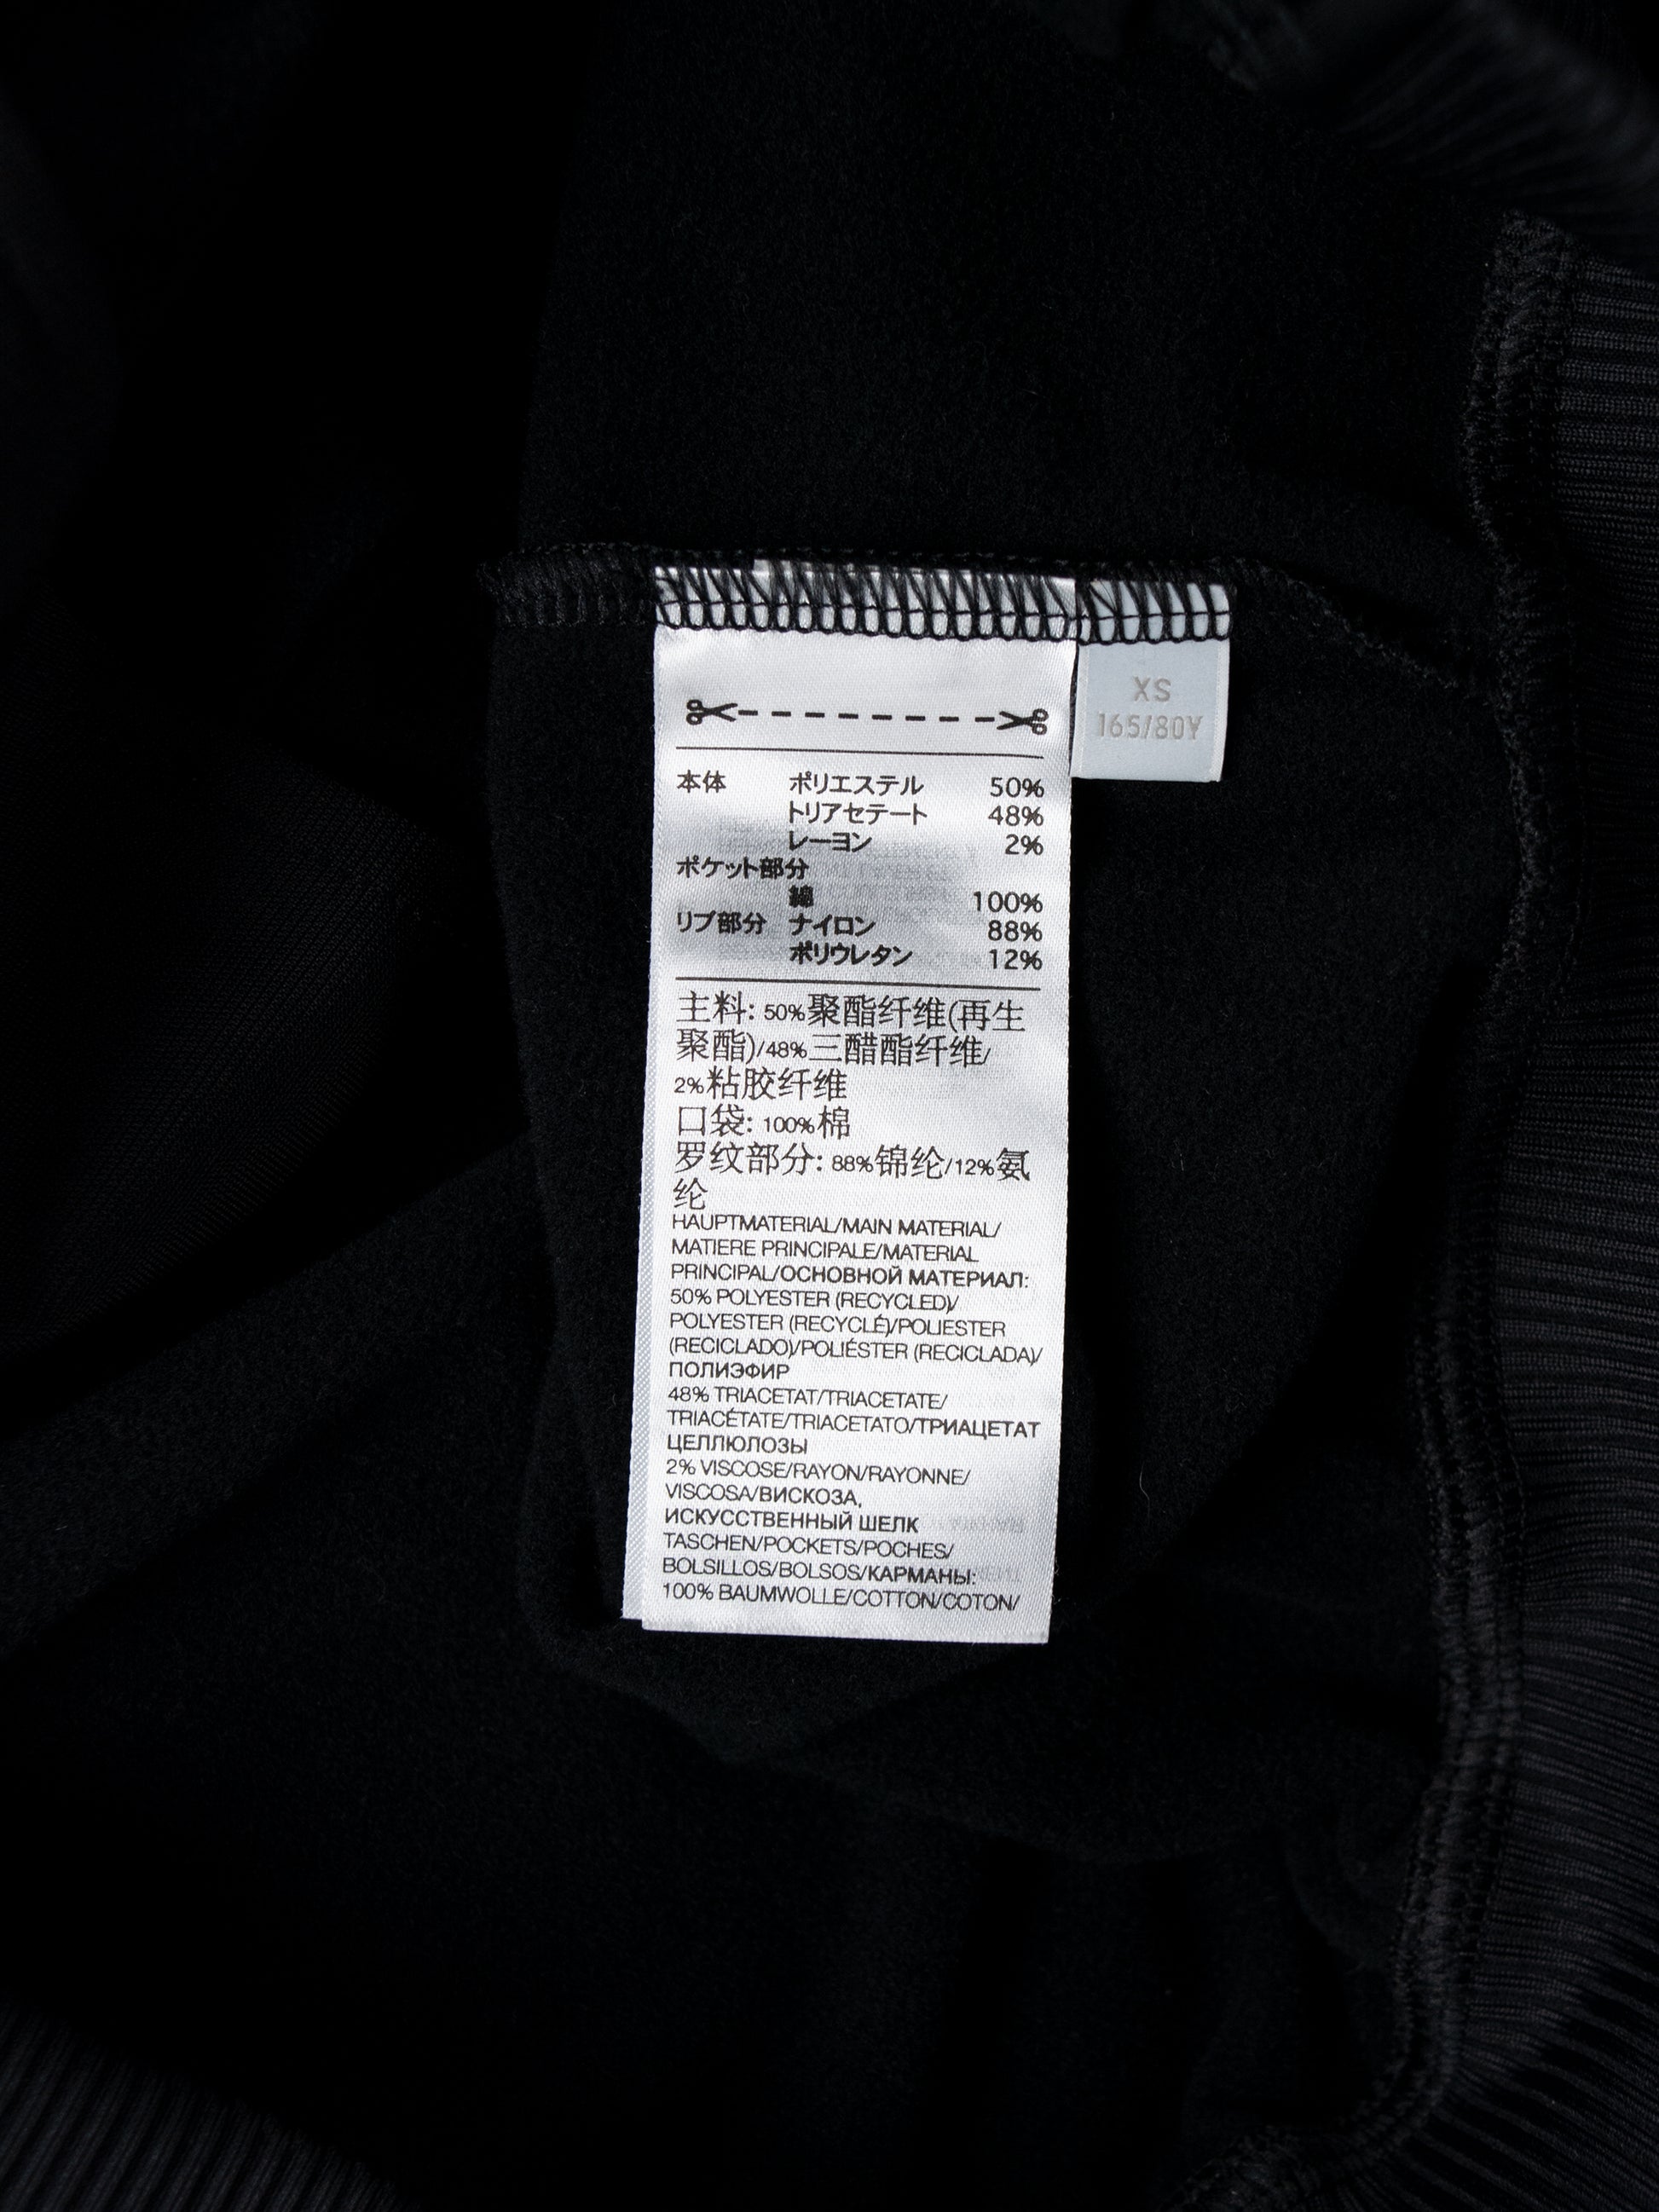 XS
165/80Y
本体 ポリエステル 50%
トリアセテート 48%
レーヨン 2%
ポケット部分
綿 100%
リブ部分 ナイロン 88%
ポリウレタン 12%
主料: 50%聚酯纤维(再生
聚酯)/48%三醋酯纤维/
2%粘胶纤维
口袋: 100%棉
罗纹部分: 88%锦纶/12%氨
纶
HAUPTMATERIAL/MAIN MATERIAL/
MATIERE PRINCIPALE/MATERIAL
PRINCIPAL/ОСНОВНОЙ МАТЕРИАЛ:
50% POLYESTER (RECYCLED)/
POLYESTER (RECYCLÉ)/POLIESTER
(RECICLADO)/POLIÉSTER (RECICLADA)/
ПОЛИЭФИР
48% TRIACETAT/TRIACETATE/
TRIACÉTATE/TRIACETATO/ТРИАЦЕТАТ
ЦЕЛЛЮЛОЗЫ
2% VISCOSE/RAYON/RAYONNE/
VISCOSA/ВИСКОЗА,
ИСКУССТВЕННЫЙ ШЕЛК
TASCHEN/POCKETS/POCHES/
BOLSILLOS/BOLSOS/КАРМАНЫ:
100% BAUMWOLLE/COTTON/COTON/